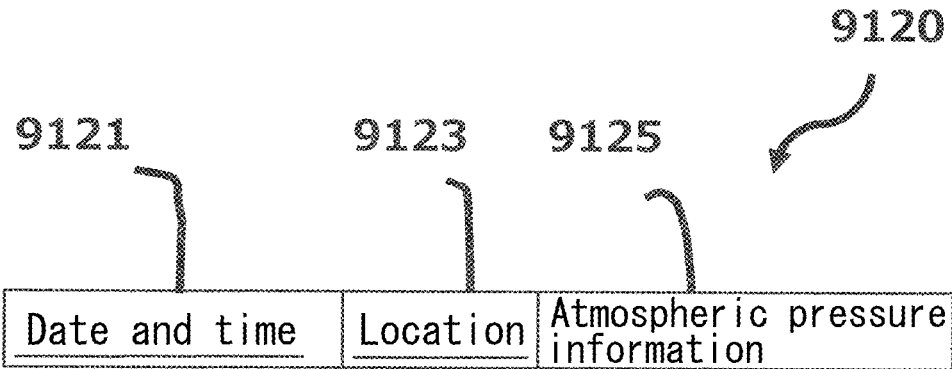 9120
9121 9123 9125
Date and time Location Atmospheric pressure
information